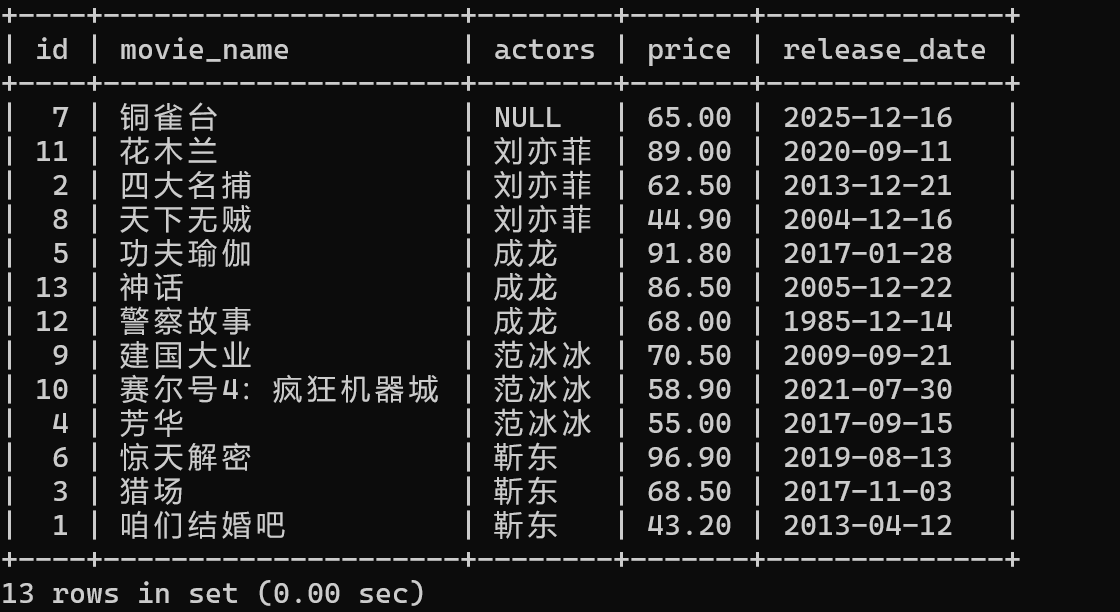 +-----+----------------------+---------+-------+---------------+
| id | movie_name | actors | price | release_date |
+-----+----------------------+---------+-------+---------------+
| 7 | 铜雀台 | NULL | 65.00 | 2025-12-16 |
| 11 | 花木兰 | 刘亦菲 | 89.00 | 2020-09-11 |
| 2 | 四大名捕 | 刘亦菲 | 62.50 | 2013-12-21 |
| 8 | 天下无贼 | 刘亦菲 | 44.90 | 2004-12-16 |
| 5 | 功夫瑜伽 | 成龙 | 91.80 | 2017-01-28 |
| 13 | 神话 | 成龙 | 86.50 | 2005-12-22 |
| 12 | 警察故事 | 成龙 | 68.00 | 1985-12-14 |
| 9 | 建国大业 | 范冰冰 | 70.50 | 2009-09-21 |
| 10 | 赛尔号4：疯狂机器城 | 范冰冰 | 58.90 | 2021-07-30 |
| 4 | 芳华 | 范冰冰 | 55.00 | 2017-09-15 |
| 6 | 惊天解密 | 靳东 | 96.90 | 2019-08-13 |
| 3 | 猎场 | 靳东 | 68.50 | 2017-11-03 |
| 1 | 咱们结婚吧 | 靳东 | 43.20 | 2013-04-12 |
+-----+----------------------+---------+-------+---------------+
13 rows in set (0.00 sec)